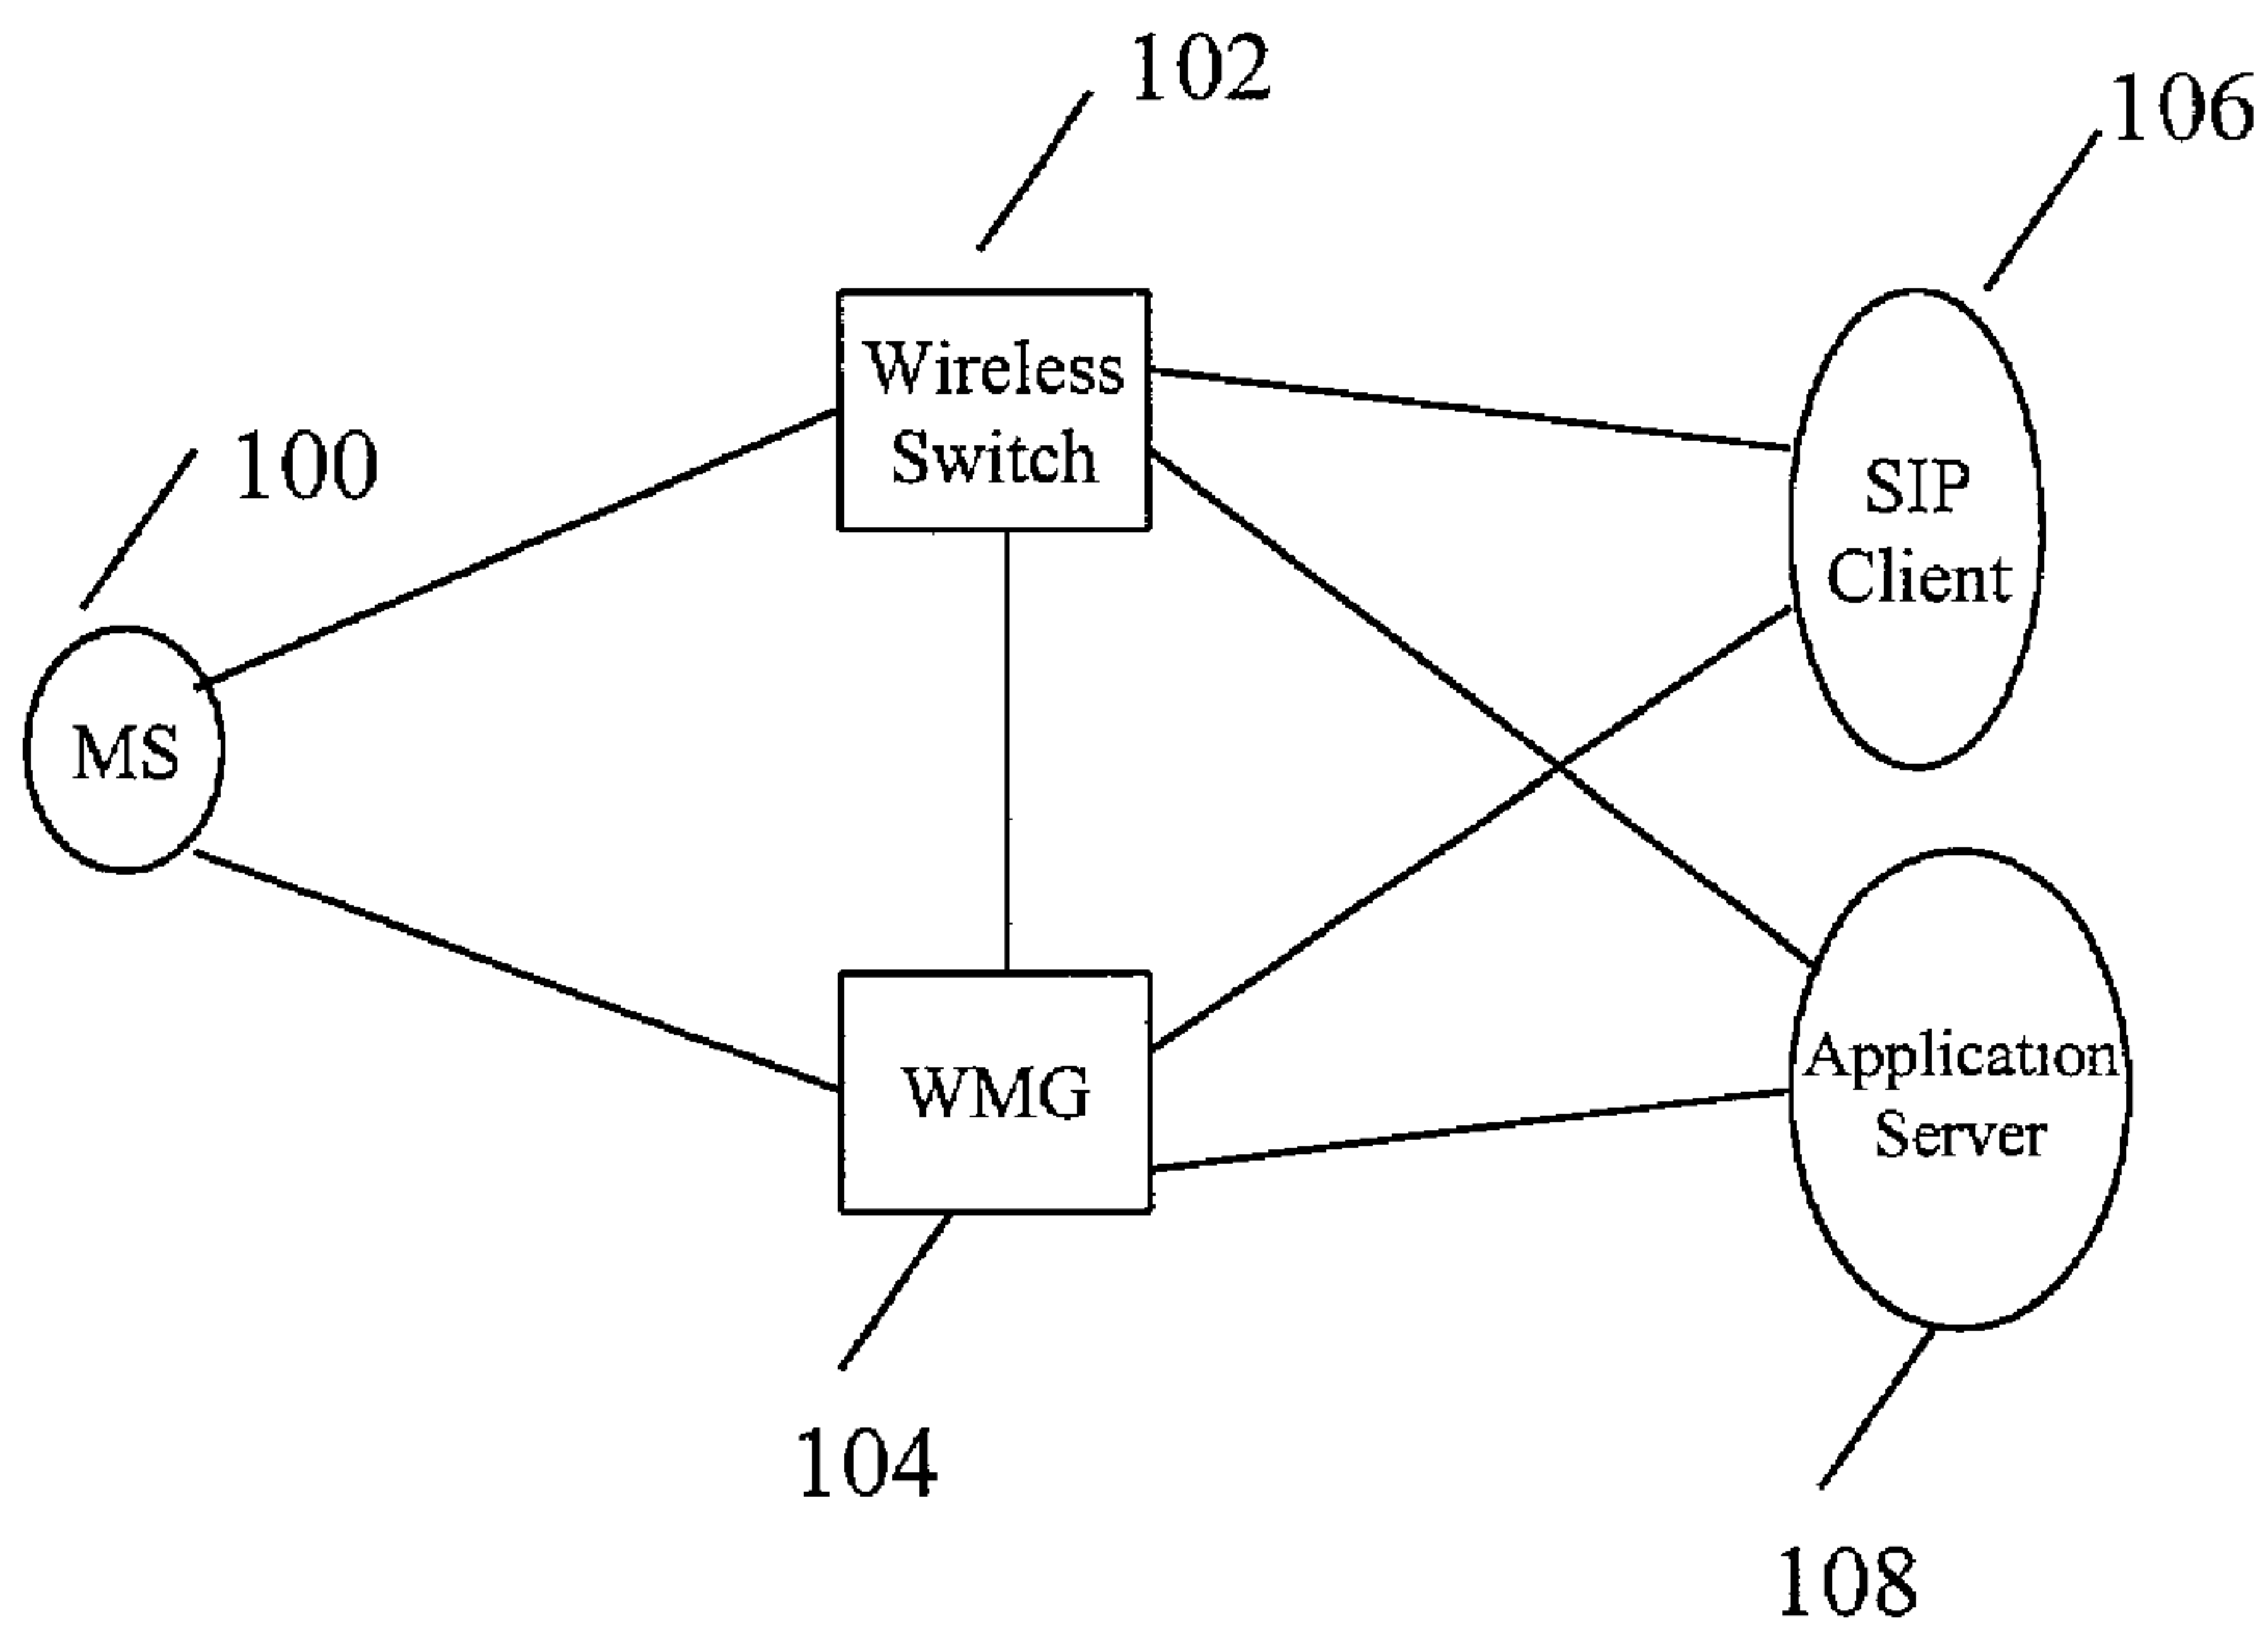 102
106
Wireless
Switch
100
SIP
Client
MS
Application
Server
WMG
104
108